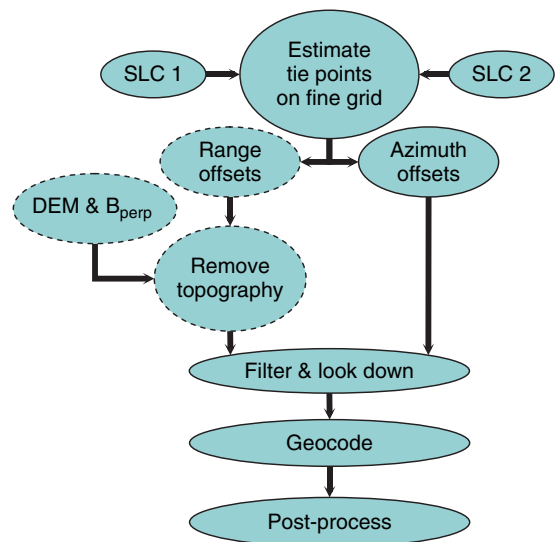 SLC 1
Estimate
tie points
on fine grid
SLC 2
Range
offsets
Azimuth
offsets
DEM & Bperp
Remove
topography
Filter & look down
Geocode
Post-process